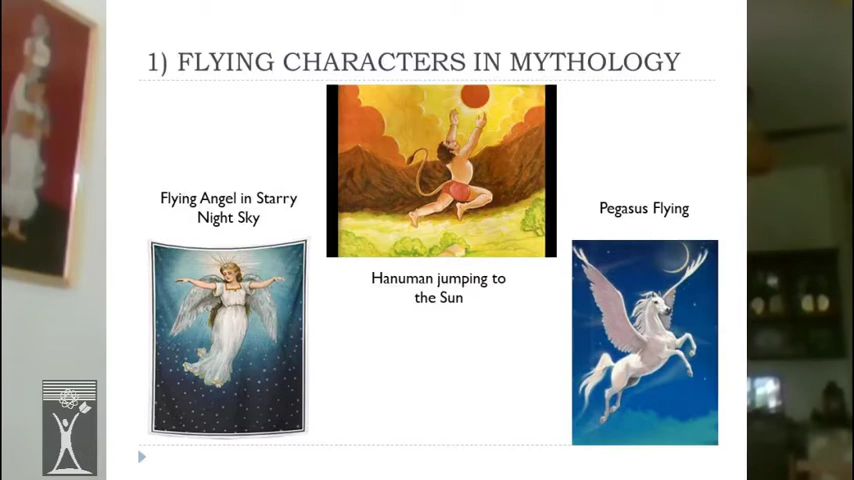 1) FLYING CHARACTERS IN MYTHOLOGY
Flying Angel in Starry
Night Sky
Hanuman jumping to
the Sun
Pegasus Flying